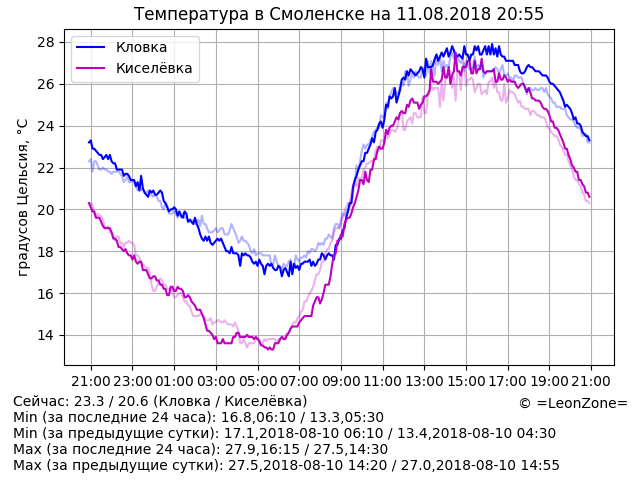 Температура в Смоленске на 11.08.2018 20:55
градусов Цельсия, °C
28
26
24
22
20
18
16
14
Кловка
Киселёвка
21:00 23:00 01:00 03:00 05:00 07:00 09:00 11:00 13:00 15:00 17:00 19:00 21:00
Сейчас: 23.3 / 20.6 (Кловка / Киселёвка)
© =LeonZone=
Min (за последние 24 часа): 16.8,06:10 / 13.3,05:30
Min (за предыдущие сутки): 17.1,2018-08-10 06:10 / 13.4,2018-08-10 04:30
Max (за последние 24 часа): 27.9,16:15 / 27.5,14:30
Max (за предыдущие сутки): 27.5,2018-08-10 14:20 / 27.0,2018-08-10 14:55